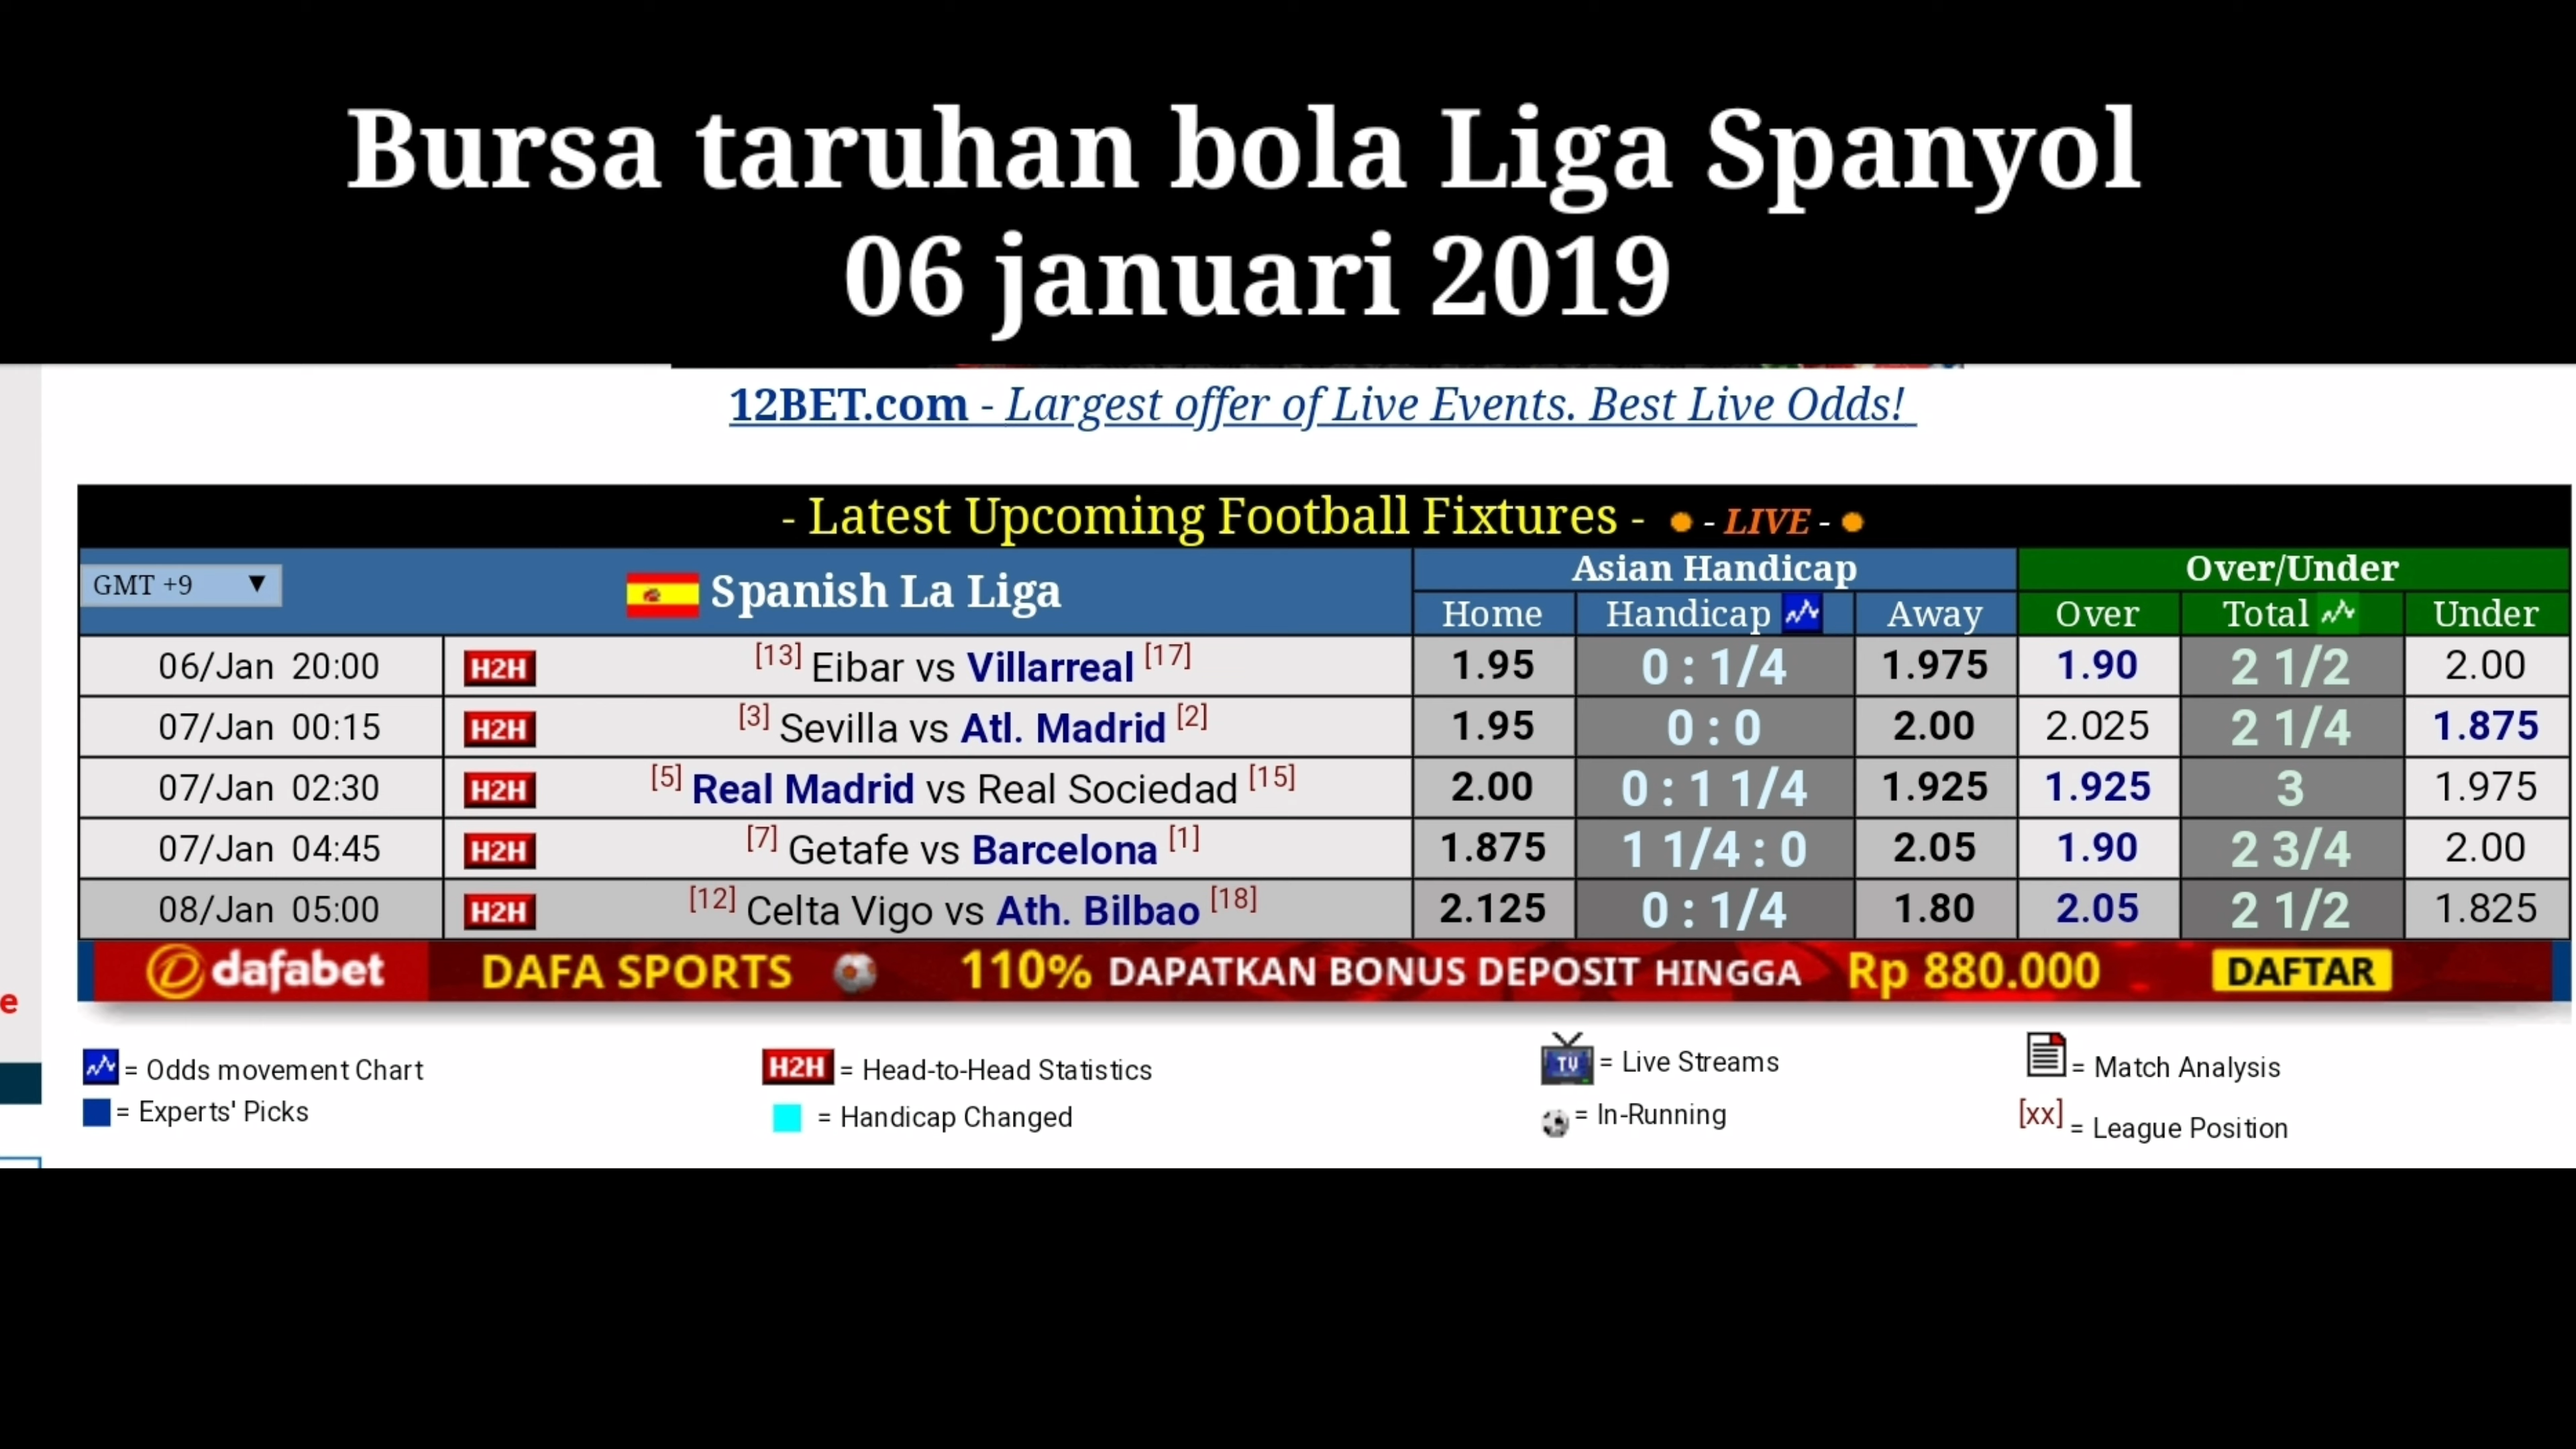 Bursa taruhan bola Liga Spanyol
06 januari 2019
12BET.com - Largest offer of Live Events. Best Live Odds!
- Latest Upcoming Football Fixtures - - LIVE -
GMT +9 ▼ Spanish La Liga Asian Handicap Over/Under
Home Handicap Away Over Total Under
06/Jan 20:00 H2H [13] Eibar vs Villarreal [17] 1.95 0 : 1/4 1.975 1.90 2 1/2 2.00
07/Jan 00:15 H2H [3] Sevilla vs Atl. Madrid [2] 1.95 0 : 0 2.00 2.025 2 1/4 1.875
07/Jan 02:30 H2H [5] Real Madrid vs Real Sociedad [15] 2.00 0 : 1 1/4 1.925 1.925 3 1.975
07/Jan 04:45 H2H [7] Getafe vs Barcelona [1] 1.875 1 1/4 : 0 2.05 1.90 2 3/4 2.00
08/Jan 05:00 H2H [12] Celta Vigo vs Ath. Bilbao [18] 2.125 0 : 1/4 1.80 2.05 2 1/2 1.825
dafabet DAFA SPORTS 110% DAPATKAN BONUS DEPOSIT HINGGA Rp 880.000 DAFTAR
e
= Odds movement Chart H2H = Head-to-Head Statistics TV = Live Streams = Match Analysis
= Experts' Picks = Handicap Changed = In-Running [xx] = League Position